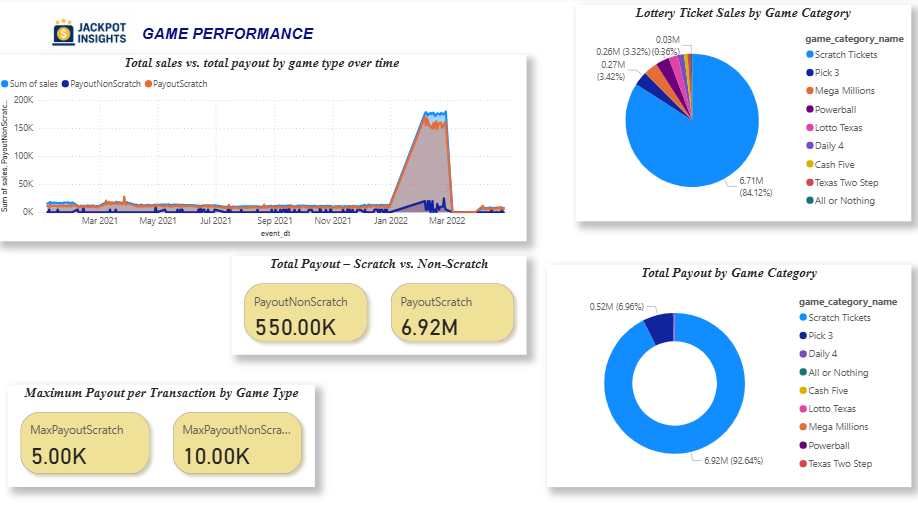 JACKPOT
INSIGHTS
GAME PERFORMANCE
Total sales vs. total payout by game type over time
Sum of sales PayoutNonScratch PayoutScratch
Sum of sales, PayoutNonScratc...
200K
150K
100K
50K
0K
Mar 2021 May 2021 Jul 2021 Sep 2021 Nov 2021 Jan 2022 Mar 2022
event_dt
Lottery Ticket Sales by Game Category
0.03M
0.26M (3.32%) (0.36%)
0.27M
(3.42%)
6.71M
(84.12%)
game_category_name
Scratch Tickets
Pick 3
Mega Millions
Powerball
Lotto Texas
Daily 4
Cash Five
Texas Two Step
All or Nothing
Total Payout – Scratch vs. Non-Scratch
PayoutNonScratch
550.00K
PayoutScratch
6.92M
Maximum Payout per Transaction by Game Type
MaxPayoutScratch
5.00K
MaxPayoutNonScra...
10.00K
Total Payout by Game Category
0.52M (6.96%)
6.92M (92.64%)
game_category_name
Scratch Tickets
Pick 3
Daily 4
All or Nothing
Cash Five
Lotto Texas
Mega Millions
Powerball
Texas Two Step